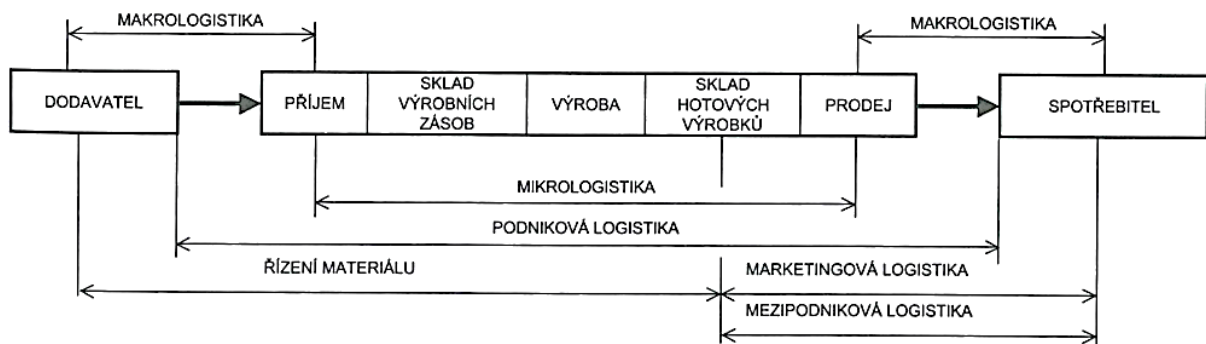 MAKROLOGISTIKA
MAKROLOGISTIKA
DODAVATEL
PŘÍJEM
SKLAD
VÝROBNÍCH
ZÁSOB
VÝROBA
SKLAD
HOTOVÝCH
VÝROBKŮ
PRODEJ
SPOTŘEBITEL
MIKROLOGISTIKA
PODNIKOVÁ LOGISTIKA
ŘÍZENÍ MATERIÁLU
MARKETINGOVÁ LOGISTIKA
MEZIPODNIKOVÁ LOGISTIKA